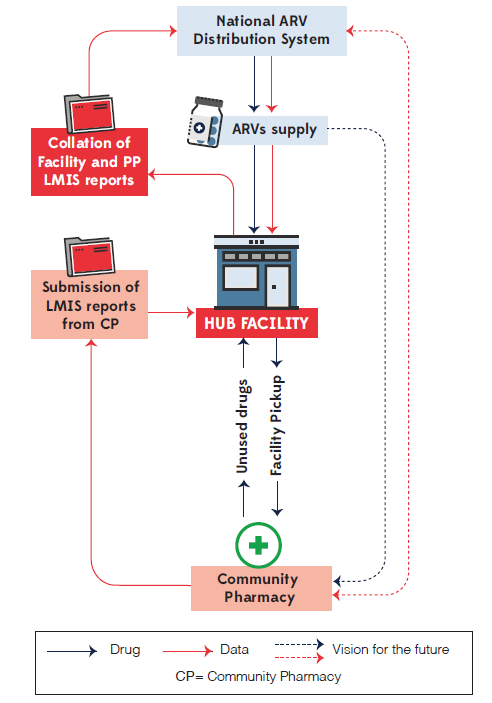 National ARV
Distribution System
ARVs supply
Collation of
Facility and PP
LMIS reports
Submission of
LMIS reports
from CP
HUB FACILITY
Unused drugs
Facility Pickup
Community
Pharmacy
Drug
Data
Vision for the future
CP= Community Pharmacy